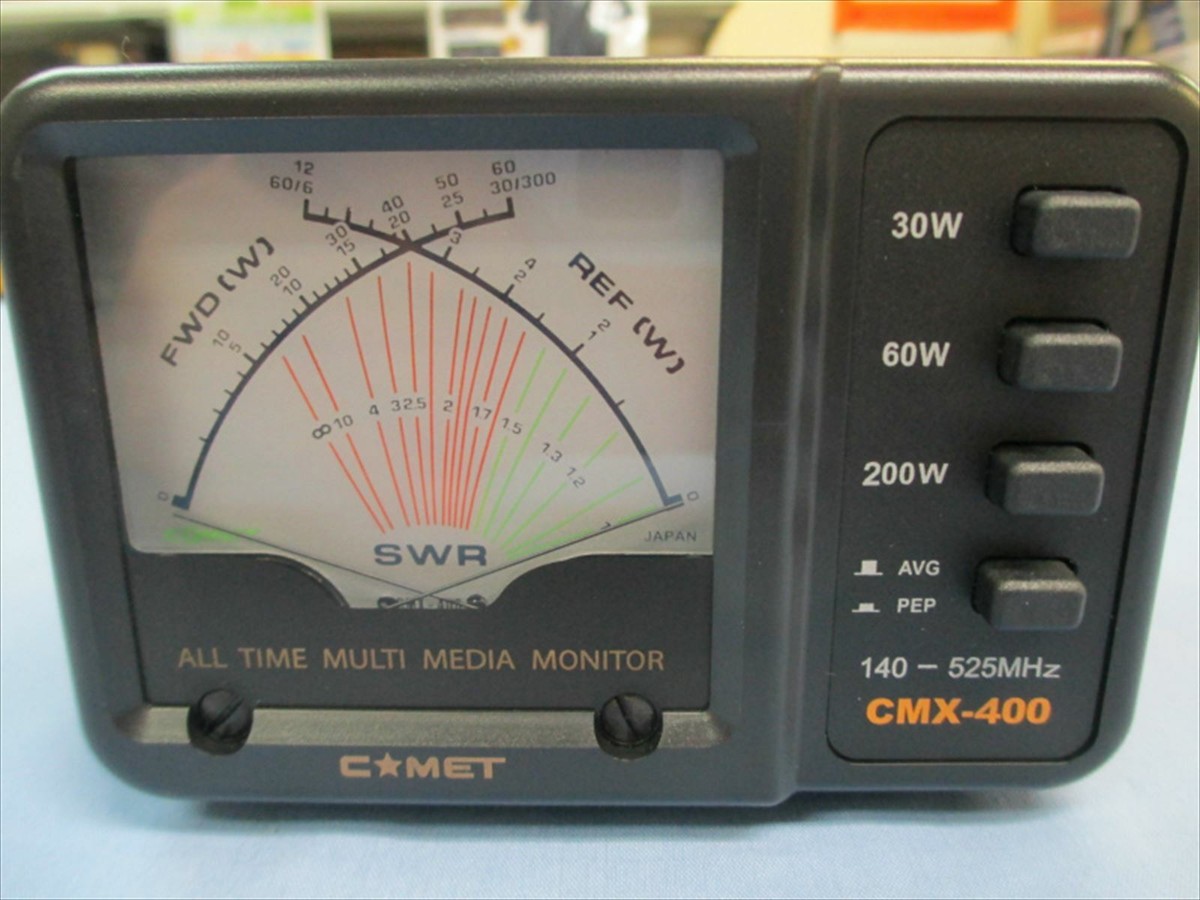 12
60/6
60
30/300
50
25
40
20
30
15
3
20
10
4
2
10
5
2
1
FWD (W)
REF (W)
∞ 10 4 3 2.5 2 1.7 1.5 1.3 1.2
0
0
1
JAPAN
SWR
ALL TIME MULTI MEDIA MONITOR
C★MET
30W
60W
200W
AVG
PEP
140 – 525MHz
CMX-400